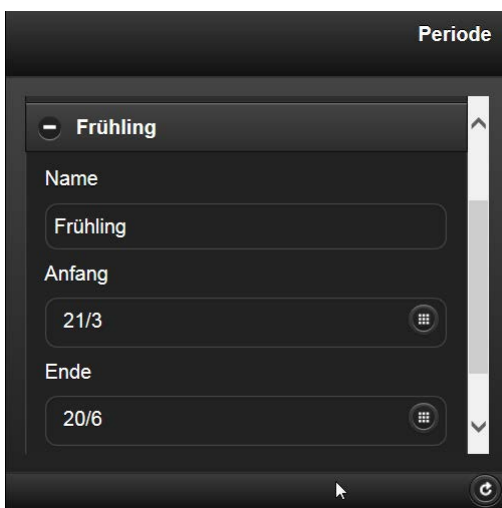 Periode
Frühling
Name
Frühling
Anfang
21/3
Ende
20/6